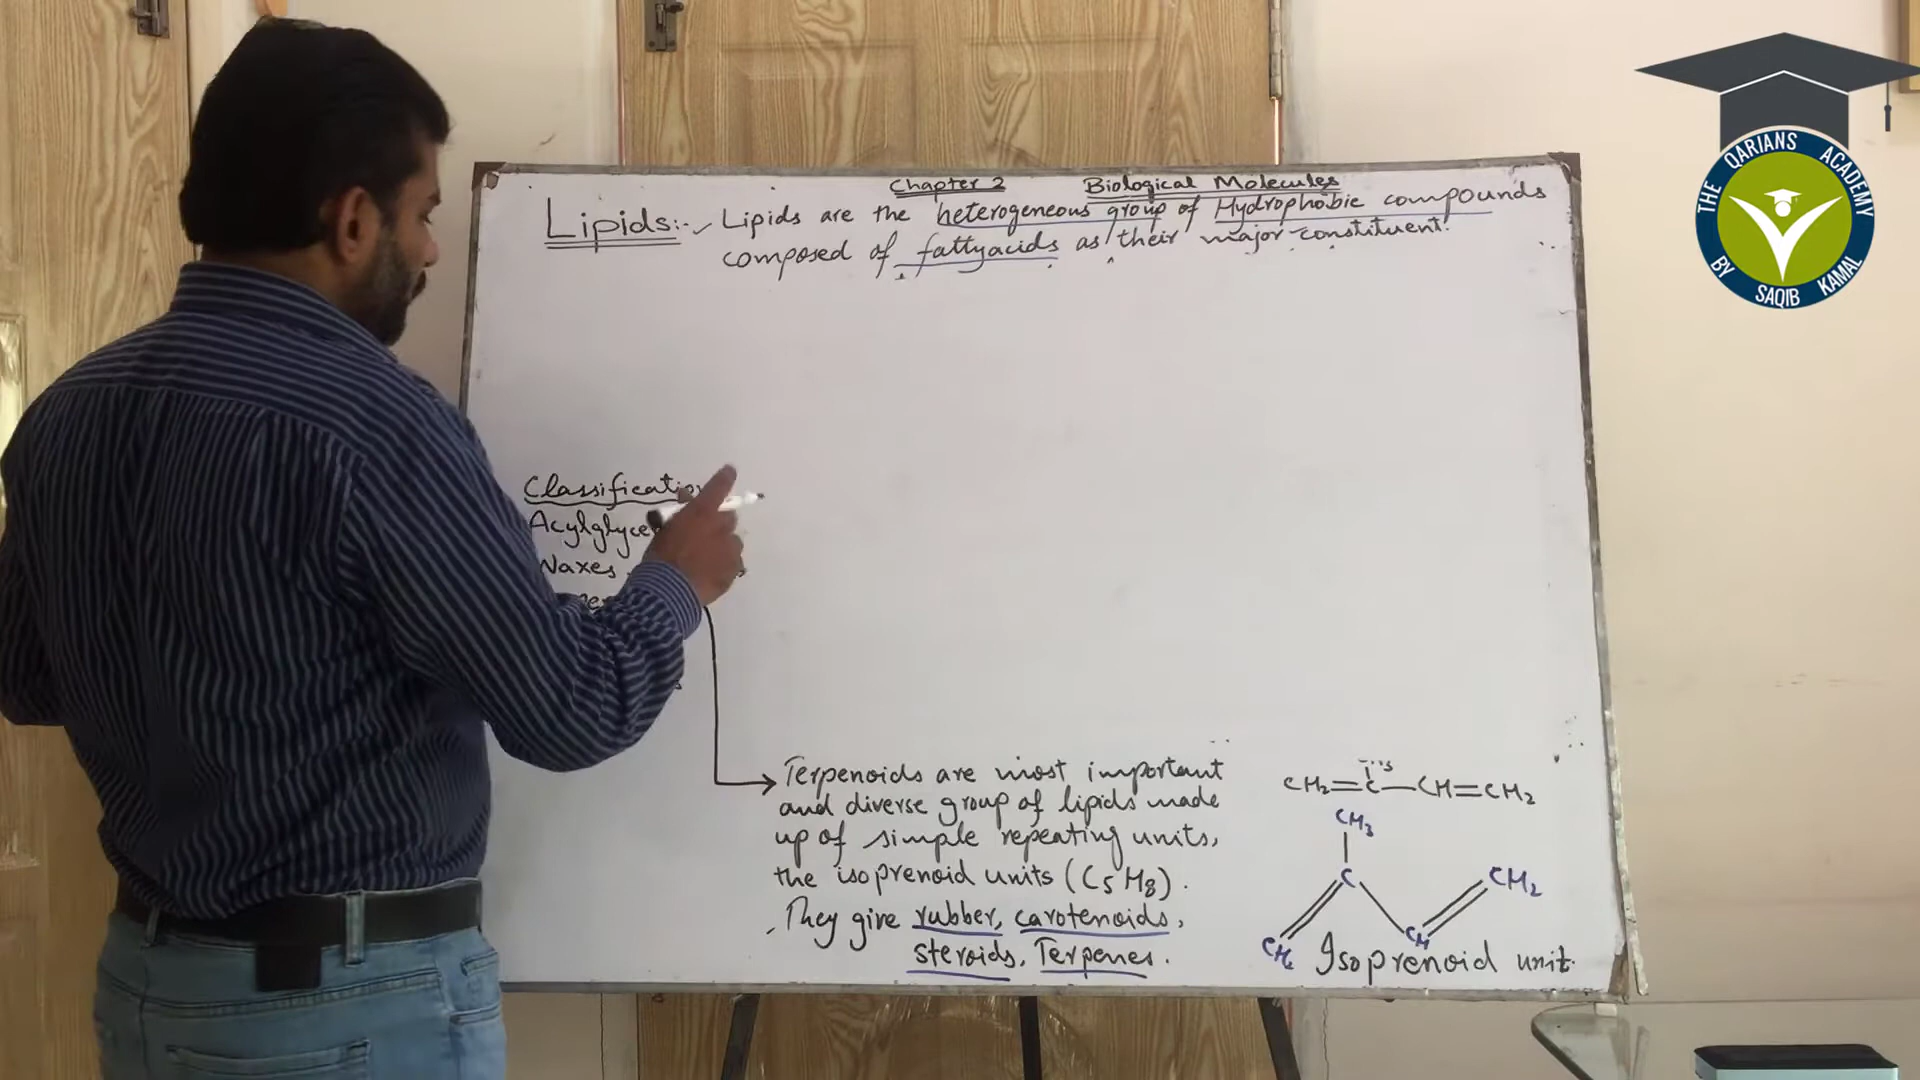 Chapter 2 Biological Molecules
Lipids:- Lipids are the heterogeneous group of Hydrophobic compounds
composed of fattyacids as their major constituent.
Classification
Acylglyce
Waxes
Terpenoids are most important
and diverse group of lipids made
up of simple repeating units,
the isoprenoid units (C5H8).
They give rubber, carotenoids,
steroids, Terpenes.
CH2=C—CH=CH2
CH3
C
CH2
CH2
CH
Isoprenoid unit.
THE QARIANS ACADEMY
BY SAQIB KAMAL